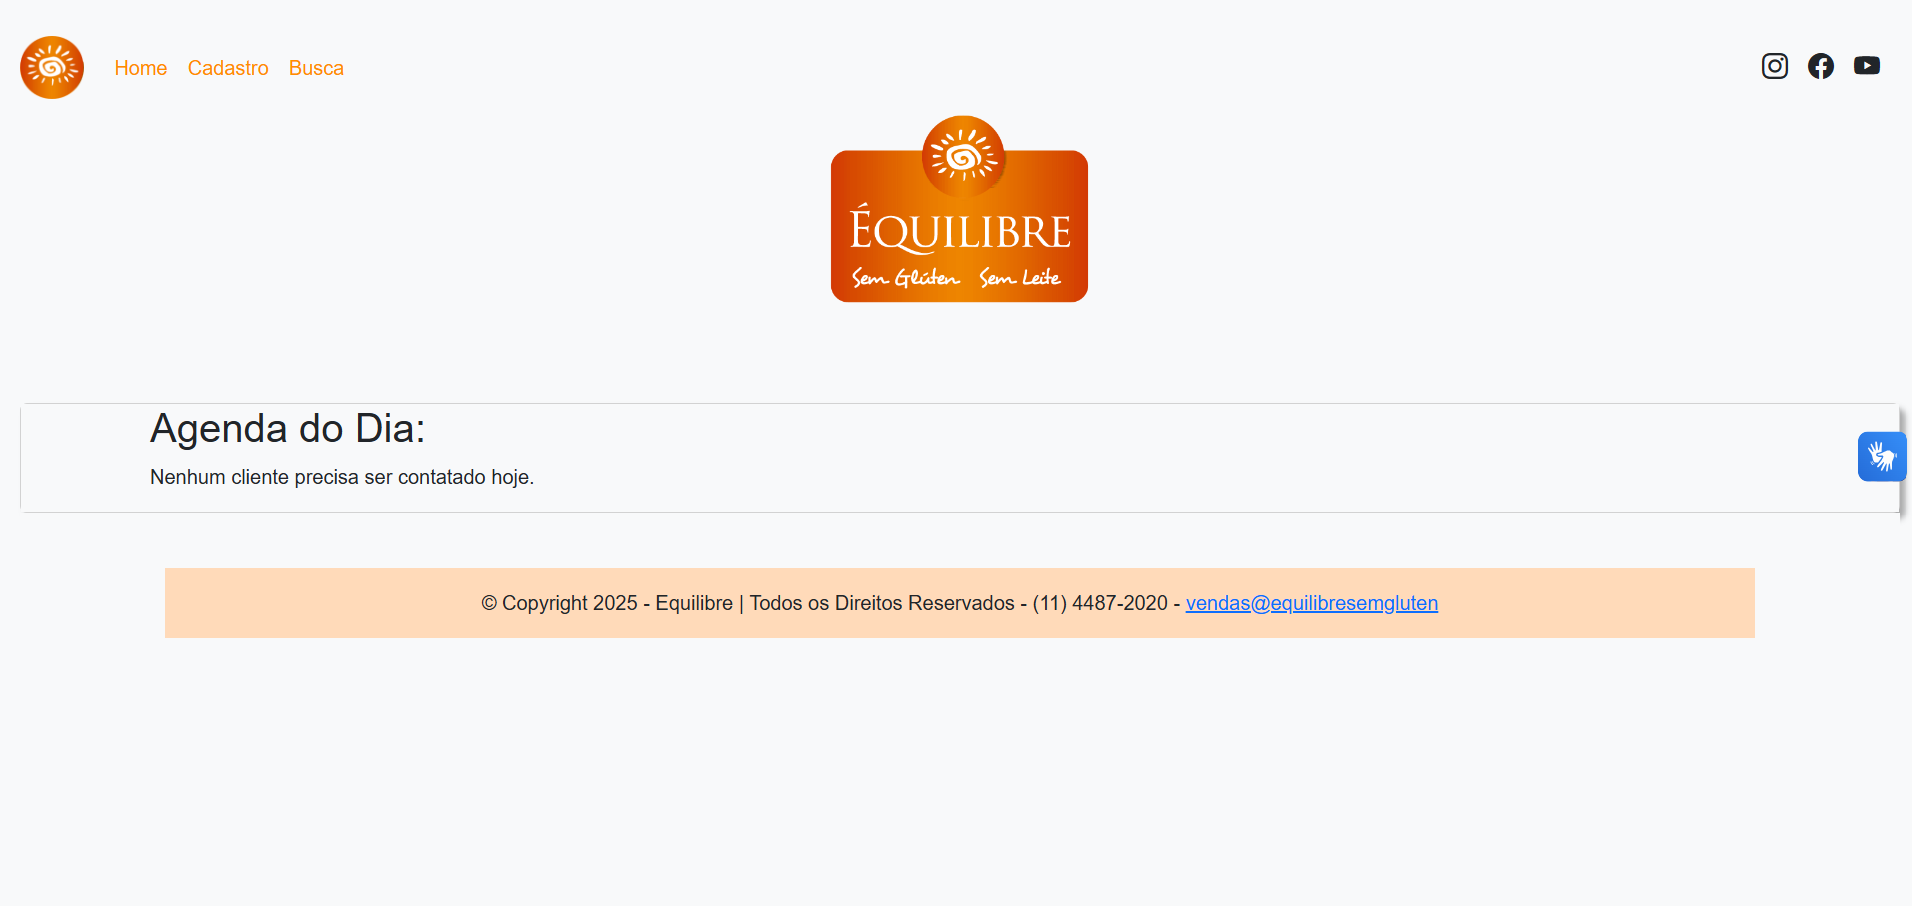 Home Cadastro Busca
ÉQUILIBRE
Sem Glúten Sem Leite
Agenda do Dia:
Nenhum cliente precisa ser contatado hoje.
© Copyright 2025 - Equilibre | Todos os Direitos Reservados - (11) 4487-2020 - vendas@equilibresemgluten